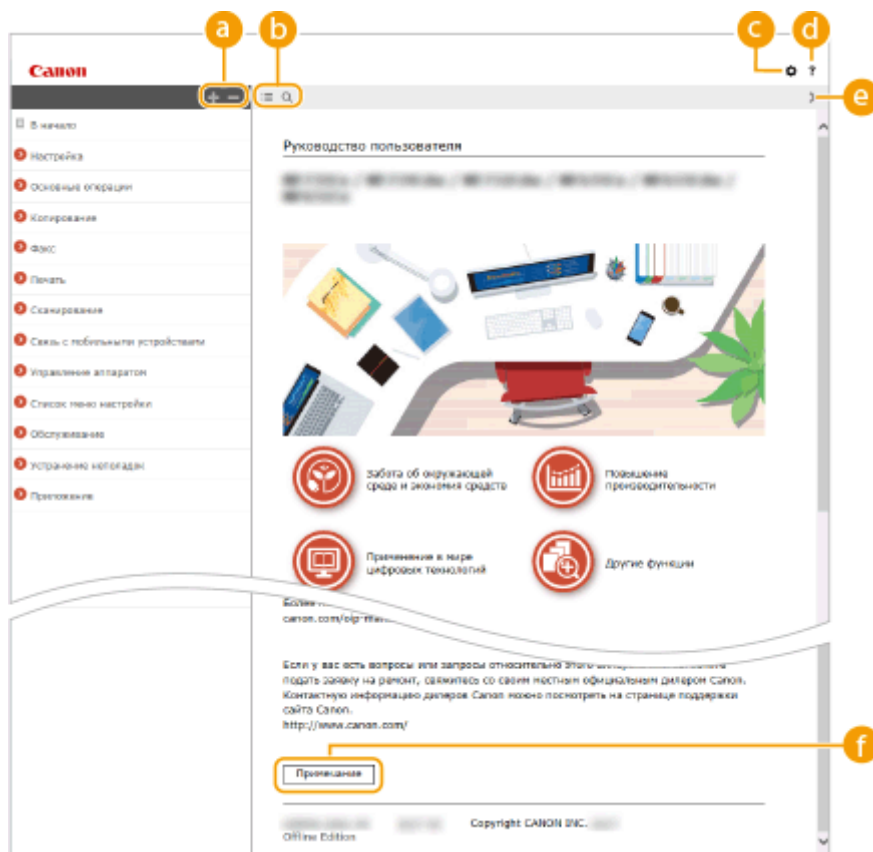 a b c d
Canon
?
+ −
e
В начало
Настройка
Основные операции
Копирование
Факс
Печать
Сканирование
Связь с мобильными устройствами
Управление аппаратом
Список меню настройки
Обслуживание
Устранение неполадок
Приложение
Руководство пользователя
Забота об окружающей
среде и экономия средств
Повышение
производительности
Применение в мире
цифровых технологий
Другие функции
Более
canon.com/oip-man
Если у вас есть вопросы или запросы относительно этого
подать заявку на ремонт, свяжитесь со своим местным официальным дилером Canon.
Контактную информацию дилеров Canon можно посмотреть на странице поддержки
сайта Canon.
http://www.canon.com/
f
Примечание
Copyright CANON INC.
Offline Edition